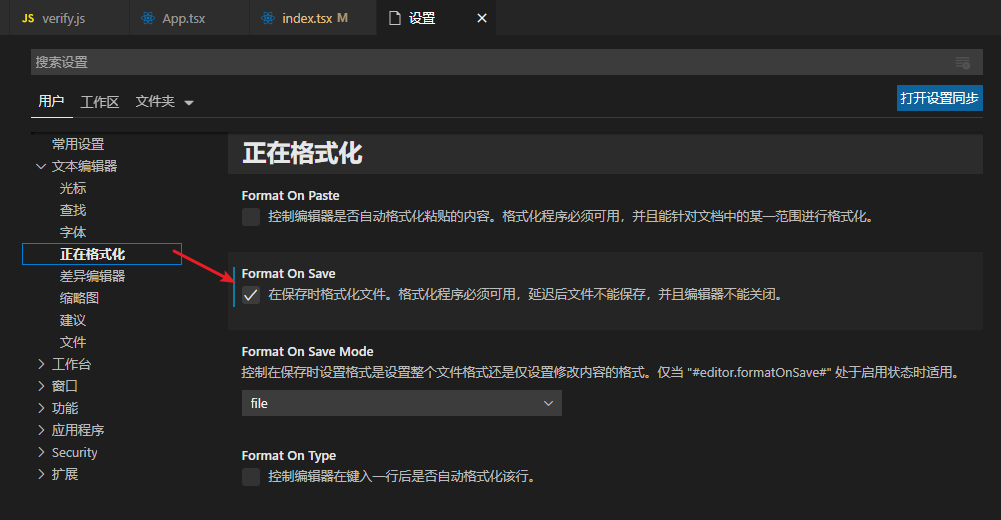 JS verify.js
App.tsx
index.tsx M
设置
搜索设置
用户
工作区
文件夹
打开设置同步
常用设置
文本编辑器
光标
查找
字体
正在格式化
差异编辑器
缩略图
建议
文件
工作台
窗口
功能
应用程序
Security
扩展
正在格式化
Format On Paste
控制编辑器是否自动格式化粘贴的内容。格式化程序必须可用，并且能针对文档中的某一范围进行格式化。
Format On Save
在保存时格式化文件。格式化程序必须可用，延迟后文件不能保存，并且编辑器不能关闭。
Format On Save Mode
控制在保存时设置格式是设置整个文件格式还是仅设置修改内容的格式。仅当 "#editor.formatOnSave#" 处于启用状态时适用。
file
Format On Type
控制编辑器在键入一行后是否自动格式化该行。